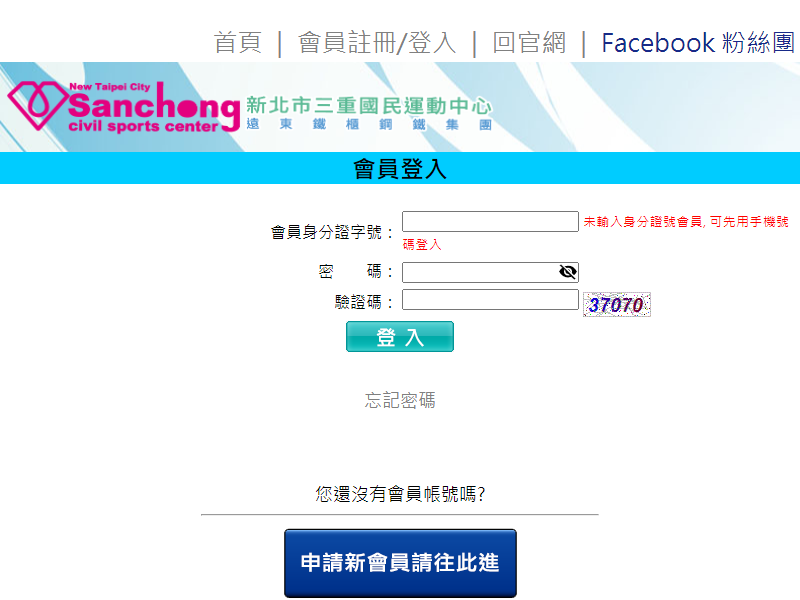 首頁 | 會員註冊/登入 | 回官網 | Facebook 粉絲團
New Taipei City
Sanchong
civil sports center
新北市三重國民運動中心
遠東鐵櫃鋼鐵集團
會員登入
會員身分證字號： 未輸入身分證號會員, 可先用手機號
碼登入
密　　碼：
驗證碼： 37070
登 入
忘記密碼
您還沒有會員帳號嗎?
申請新會員請往此進